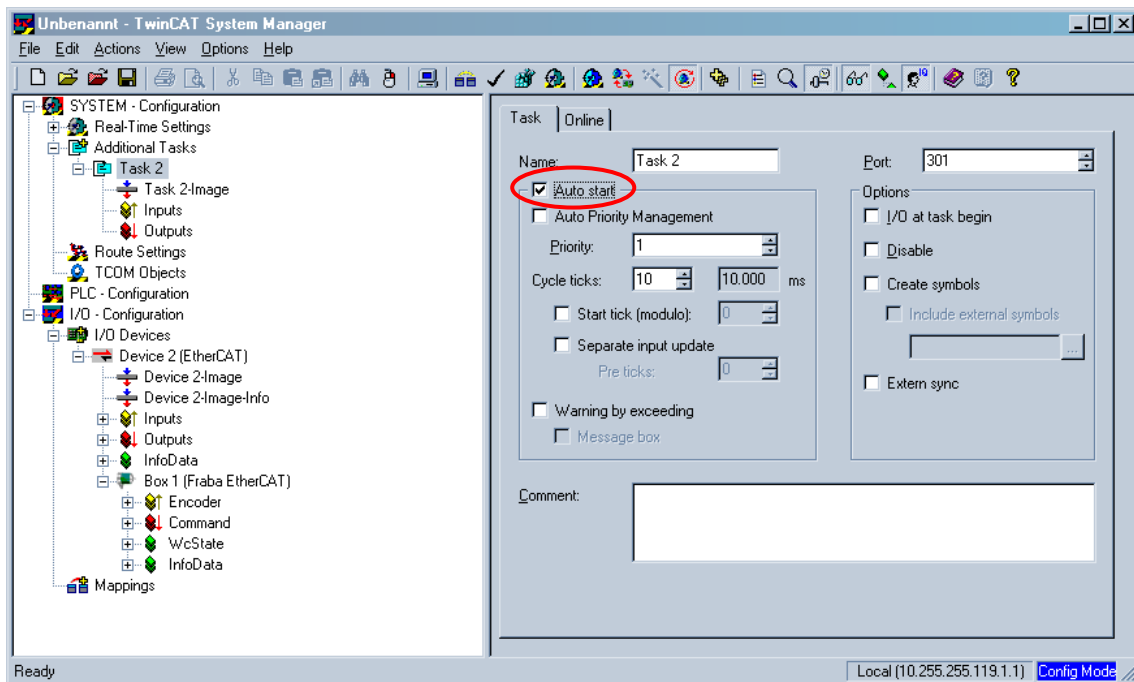 Unbenannt - TwinCAT System Manager
File Edit Actions View Options Help
SYSTEM - Configuration
Real-Time Settings
Additional Tasks
Task 2
Task 2-Image
Inputs
Outputs
Route Settings
TCOM Objects
PLC - Configuration
I/O - Configuration
I/O Devices
Device 2 (EtherCAT)
Device 2-Image
Device 2-Image-Info
Inputs
Outputs
InfoData
Box 1 (Fraba EtherCAT)
Encoder
Command
WcState
InfoData
Mappings
Task Online
Name: Task 2 Port: 301
Auto start
Auto Priority Management
Priority: 1
Cycle ticks: 10 10.000 ms
Start tick (modulo): 0
Separate input update
Pre ticks: 0
Warning by exceeding
Message box
Options
I/O at task begin
Disable
Create symbols
Include external symbols
...
Extern sync
Comment:
Ready Local (10.255.255.119.1.1) Config Mode